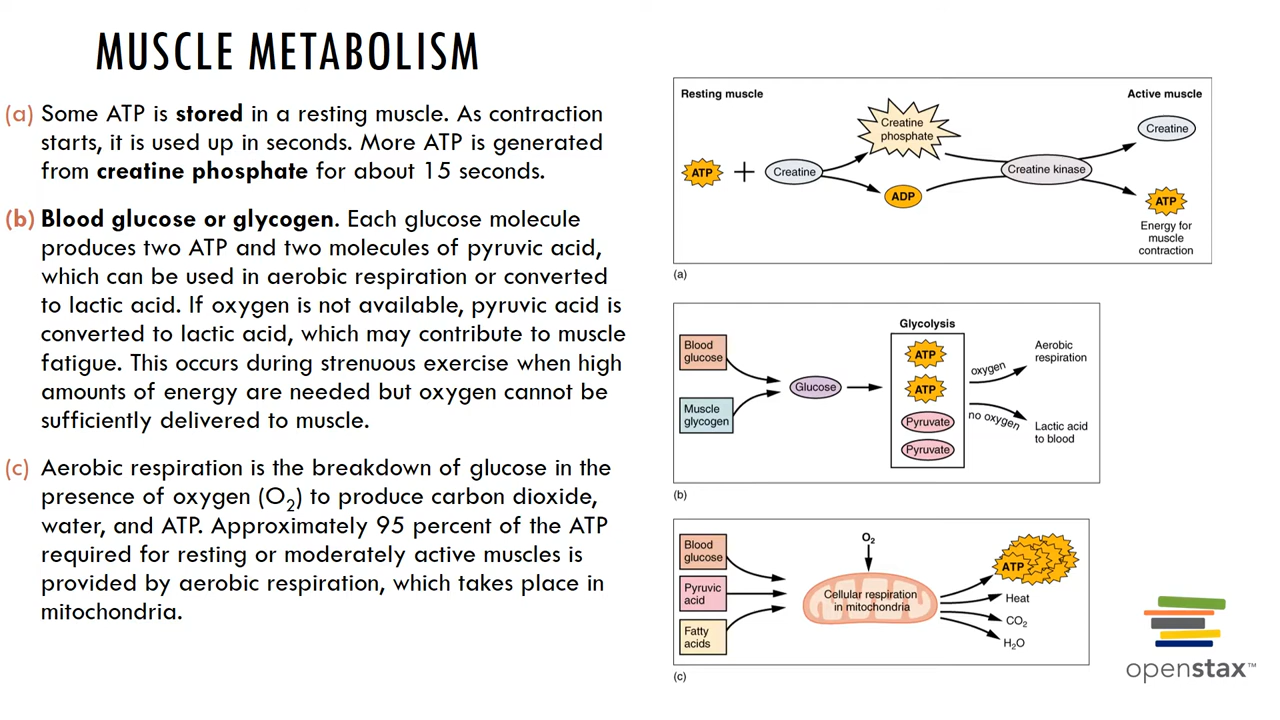 MUSCLE METABOLISM
(a) Some ATP is stored in a resting muscle. As contraction
starts, it is used up in seconds. More ATP is generated
from creatine phosphate for about 15 seconds.
(b) Blood glucose or glycogen. Each glucose molecule
produces two ATP and two molecules of pyruvic acid,
which can be used in aerobic respiration or converted
to lactic acid. If oxygen is not available, pyruvic acid is
converted to lactic acid, which may contribute to muscle
fatigue. This occurs during strenuous exercise when high
amounts of energy are needed but oxygen cannot be
sufficiently delivered to muscle.
(c) Aerobic respiration is the breakdown of glucose in the
presence of oxygen (O₂) to produce carbon dioxide,
water, and ATP. Approximately 95 percent of the ATP
required for resting or moderately active muscles is
provided by aerobic respiration, which takes place in
mitochondria.
Resting muscle
Active muscle
ATP
+
Creatine
Creatine
phosphate
ADP
Creatine kinase
Creatine
ATP
Energy for
muscle
contraction
(a)
Blood
glucose
Muscle
glycogen
Glucose
Glycolysis
ATP
ATP
Pyruvate
Pyruvate
oxygen
no oxygen
Aerobic
respiration
Lactic acid
to blood
(b)
Blood
glucose
Pyruvic
acid
Fatty
acids
O₂
Cellular respiration
in mitochondria
ATP
Heat
CO₂
H₂O
(c)
openstax™